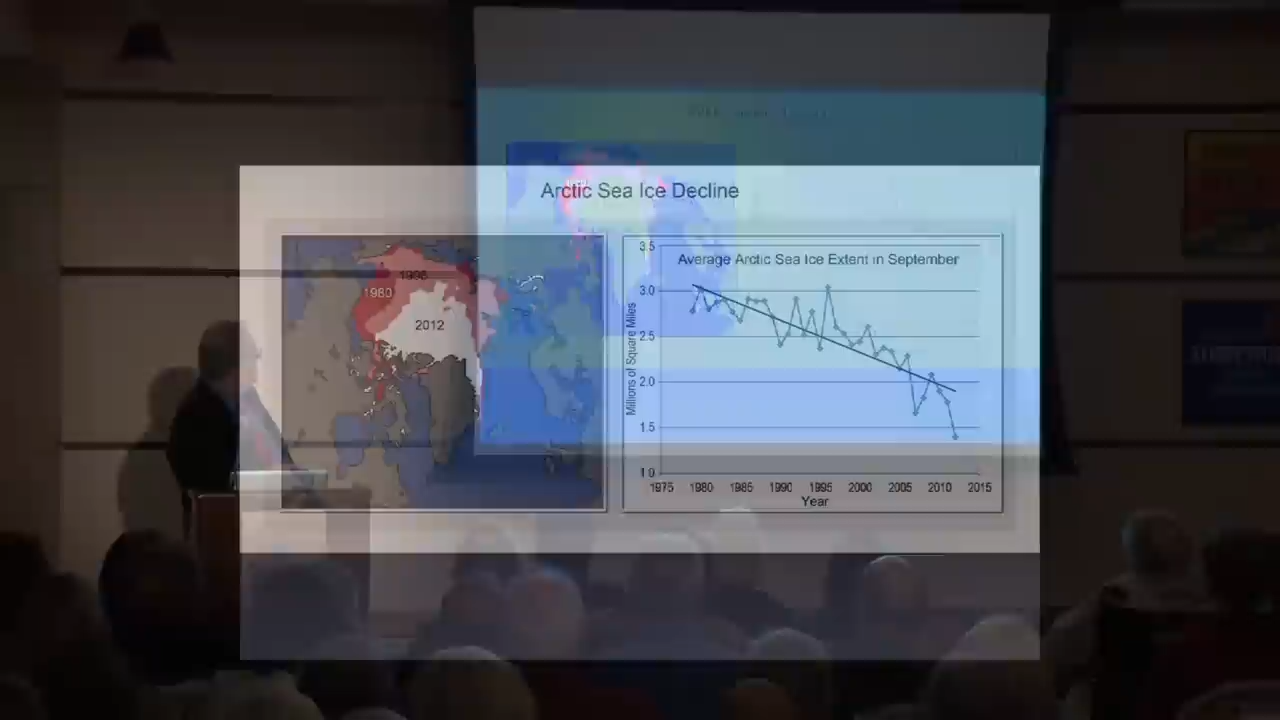 Arctic Sea Ice Decline
1980
2012
Average Arctic Sea Ice Extent in September
Millions of Square Miles
3.5
3.0
2.5
2.0
1.5
1.0
1975 1980 1985 1990 1995 2000 2005 2010 2015
Year